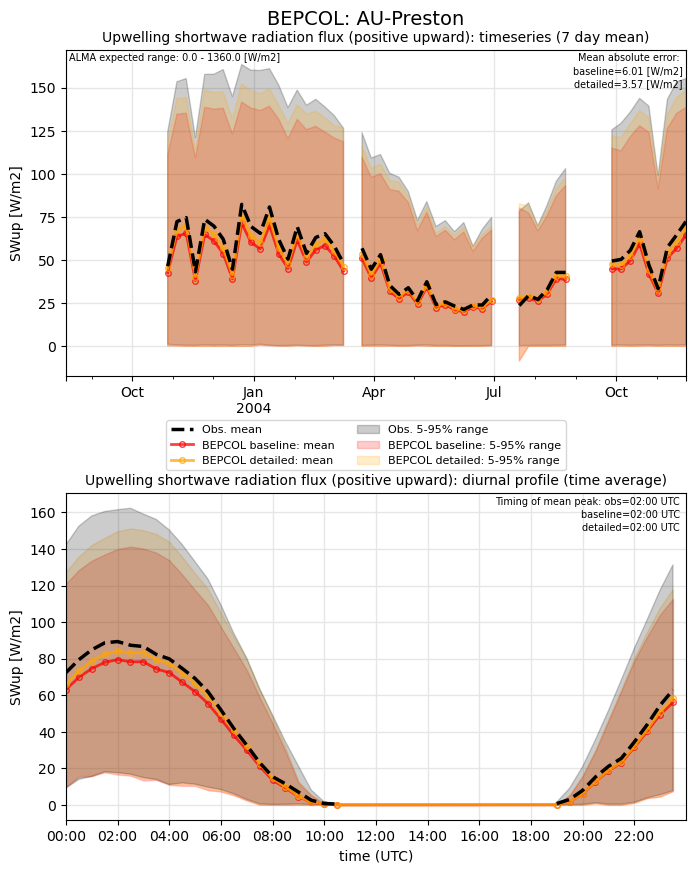 BEPCOL: AU-Preston
Upwelling shortwave radiation flux (positive upward): timeseries (7 day mean)
ALMA expected range: 0.0 - 1360.0 [W/m2]
Mean absolute error:
baseline=6.01 [W/m2]
detailed=3.57 [W/m2]
SWup [W/m2]
150
125
100
75
50
25
0
Oct
Jan
2004
Apr
Jul
Oct
Obs. mean
BEPCOL baseline: mean
BEPCOL detailed: mean
Obs. 5-95% range
BEPCOL baseline: 5-95% range
BEPCOL detailed: 5-95% range
Upwelling shortwave radiation flux (positive upward): diurnal profile (time average)
Timing of mean peak: obs=02:00 UTC
baseline=02:00 UTC
detailed=02:00 UTC
SWup [W/m2]
160
140
120
100
80
60
40
20
0
00:00 02:00 04:00 06:00 08:00 10:00 12:00 14:00 16:00 18:00 20:00 22:00
time (UTC)